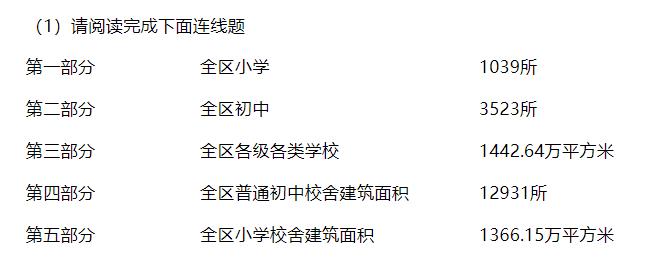 （1）请阅读完成下面连线题
第一部分 全区小学 1039所
第二部分 全区初中 3523所
第三部分 全区各级各类学校 1442.64万平方米
第四部分 全区普通初中校舍建筑面积 12931所
第五部分 全区小学校舍建筑面积 1366.15万平方米